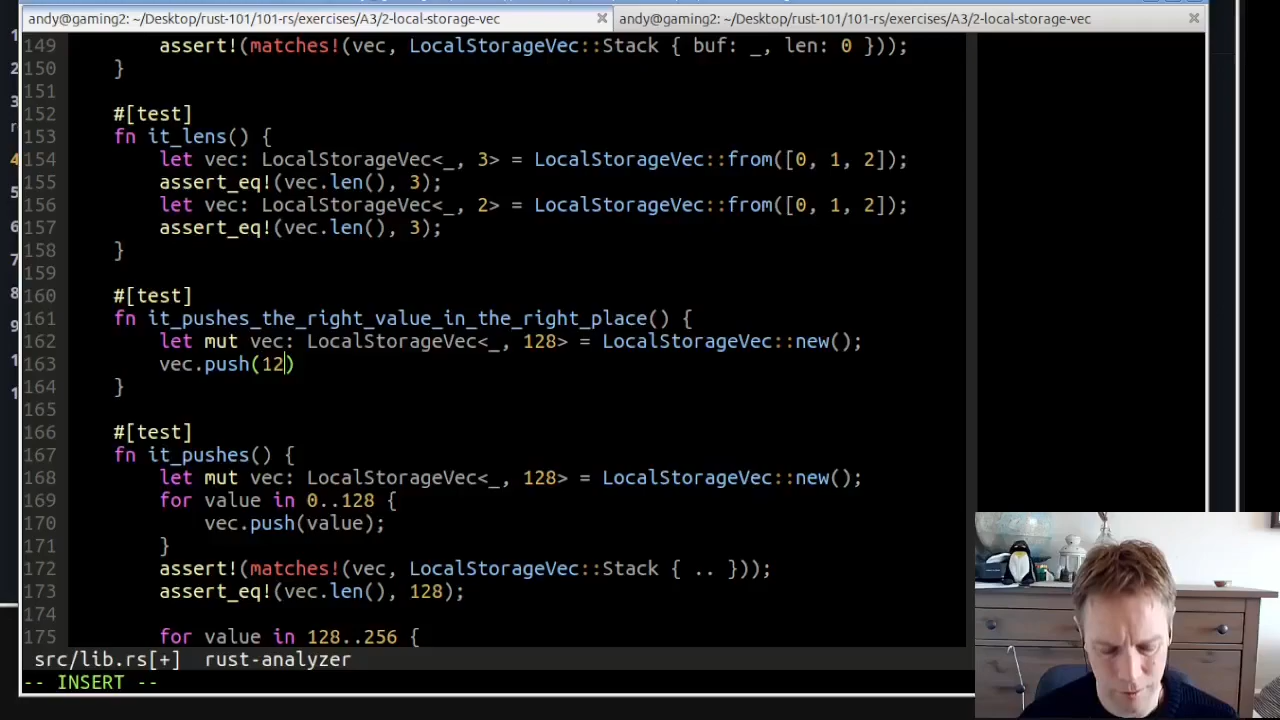 andy@gaming2: ~/Desktop/rust-101/101-rs/exercises/A3/2-local-storage-vec
andy@gaming2: ~/Desktop/rust-101/101-rs/exercises/A3/2-local-storage-vec
149 assert!(matches!(vec, LocalStorageVec::Stack { buf: _, len: 0 }));
150 }
151
152 #[test]
153 fn it_lens() {
154 let vec: LocalStorageVec<_, 3> = LocalStorageVec::from([0, 1, 2]);
155 assert_eq!(vec.len(), 3);
156 let vec: LocalStorageVec<_, 2> = LocalStorageVec::from([0, 1, 2]);
157 assert_eq!(vec.len(), 3);
158 }
159
160 #[test]
161 fn it_pushes_the_right_value_in_the_right_place() {
162 let mut vec: LocalStorageVec<_, 128> = LocalStorageVec::new();
163 vec.push(12)
164 }
165
166 #[test]
167 fn it_pushes() {
168 let mut vec: LocalStorageVec<_, 128> = LocalStorageVec::new();
169 for value in 0..128 {
170 vec.push(value);
171 }
172 assert!(matches!(vec, LocalStorageVec::Stack { .. }));
173 assert_eq!(vec.len(), 128);
174
175 for value in 128..256 {
src/lib.rs[+] rust-analyzer
-- INSERT --